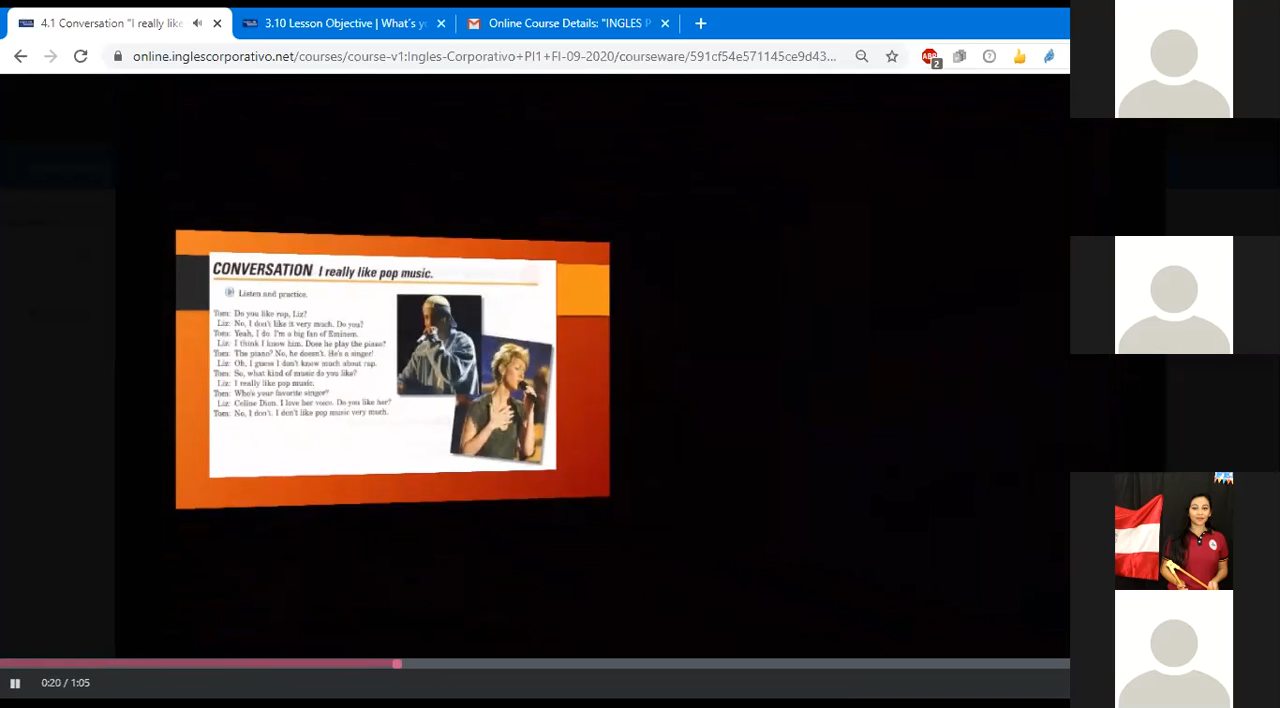 4.1 Conversation "I really like
3.10 Lesson Objective | What´s yo
Online Course Details: "INGLES P
online.inglescorporativo.net/courses/course-v1:Ingles-Corporativo+PI1+FI-09-2020/courseware/591cf54e571145ce9d43...
ABP
2
CONVERSATION I really like pop music.
Listen and practice.
Tom: Do you like rap, Liz?
Liz: No, I don't like it very much. Do you?
Tom: Yeah, I do. I'm a big fan of Eminem.
Liz: I think I know him. Does he play the piano?
Tom: The piano? No, he doesn't. He's a singer!
Liz: Oh, I guess I don't know much about rap.
Tom: So, what kind of music do you like?
Liz: I really like pop music.
Tom: Who's your favorite singer?
Liz: Celine Dion. I love her voice. Do you like her?
Tom: No, I don't. I don't like pop music very much.
0:20 / 1:05